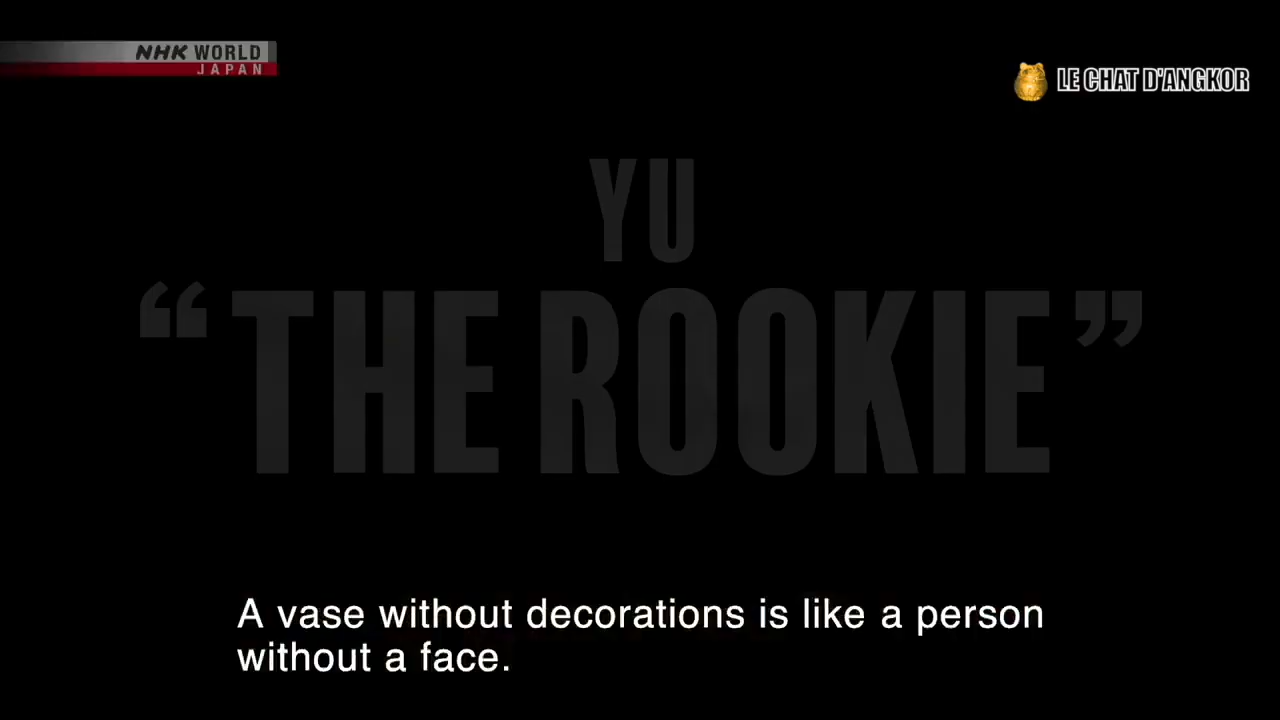 NHK WORLD
JAPAN
LE CHAT D'ANGKOR
YU
“THE ROOKIE”
A vase without decorations is like a person
without a face.